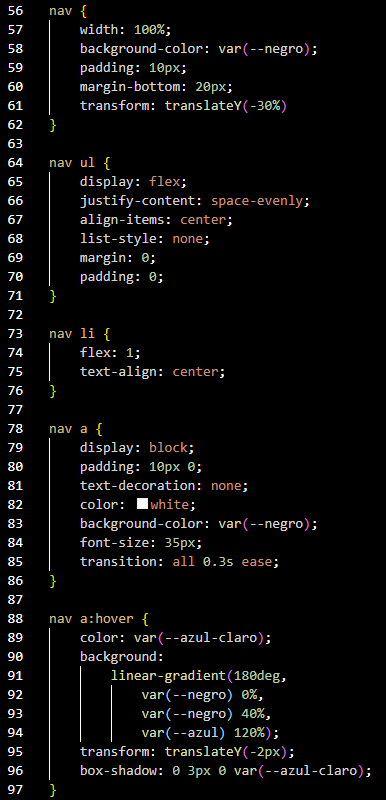 56 nav {
57     width: 100%;
58     background-color: var(--negro);
59     padding: 10px;
60     margin-bottom: 20px;
61     transform: translateY(-30%)
62 }
63
64 nav ul {
65     display: flex;
66     justify-content: space-evenly;
67     align-items: center;
68     list-style: none;
69     margin: 0;
70     padding: 0;
71 }
72
73 nav li {
74     flex: 1;
75     text-align: center;
76 }
77
78 nav a {
79     display: block;
80     padding: 10px 0;
81     text-decoration: none;
82     color: white;
83     background-color: var(--negro);
84     font-size: 35px;
85     transition: all 0.3s ease;
86 }
87
88 nav a:hover {
89     color: var(--azul-claro);
90     background:
91         linear-gradient(180deg,
92             var(--negro) 0%,
93             var(--negro) 40%,
94             var(--azul) 120%);
95     transform: translateY(-2px);
96     box-shadow: 0 3px 0 var(--azul-claro);
97 }